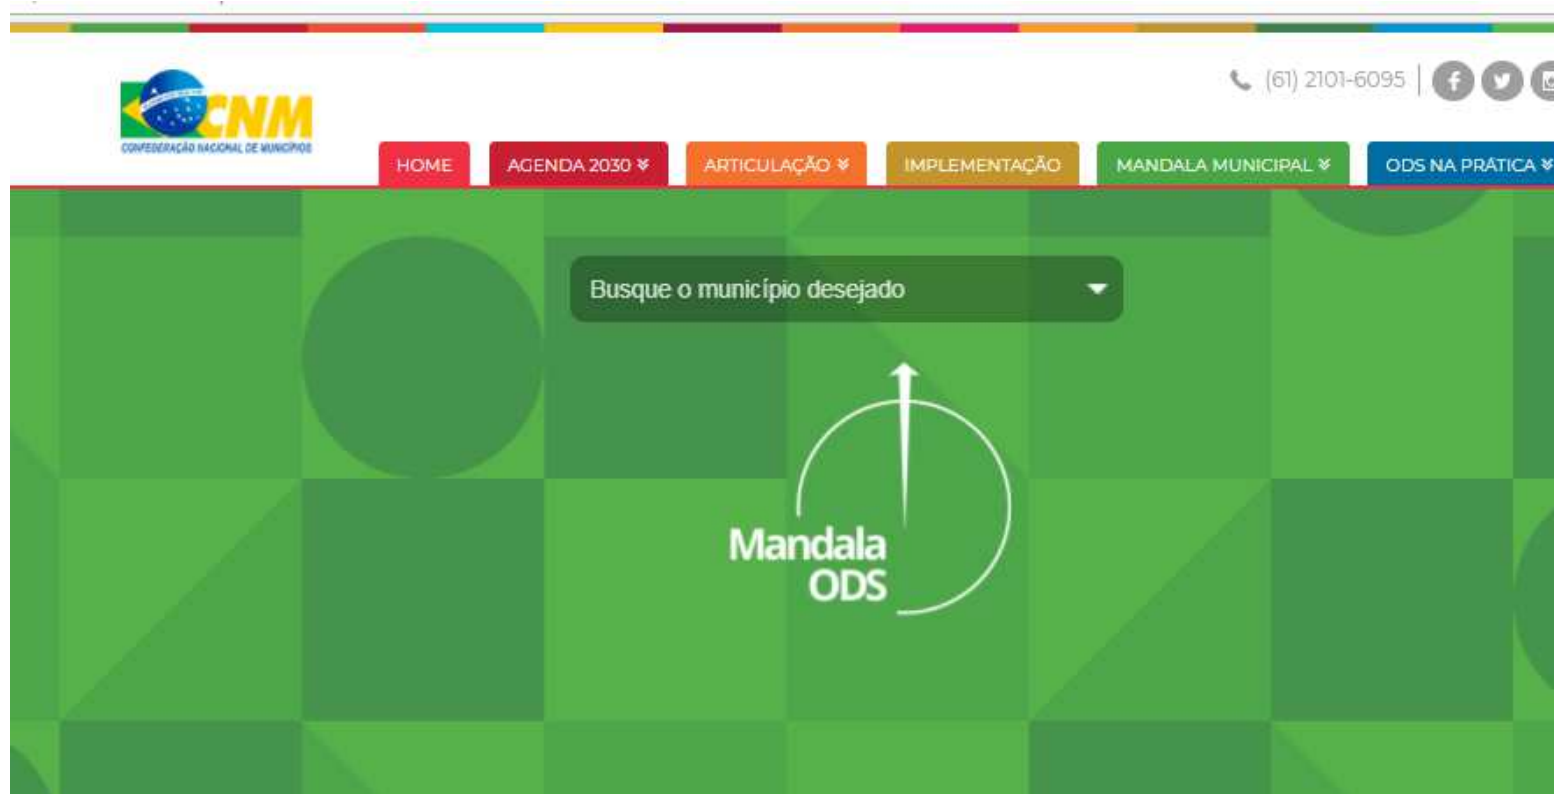 (61) 2101-6095
CNM
CONFEDERAÇÃO NACIONAL DE MUNICÍPIOS
HOME
AGENDA 2030
ARTICULAÇÃO
IMPLEMENTAÇÃO
MANDALA MUNICIPAL
ODS NA PRÁTICA
Busque o município desejado
Mandala
ODS